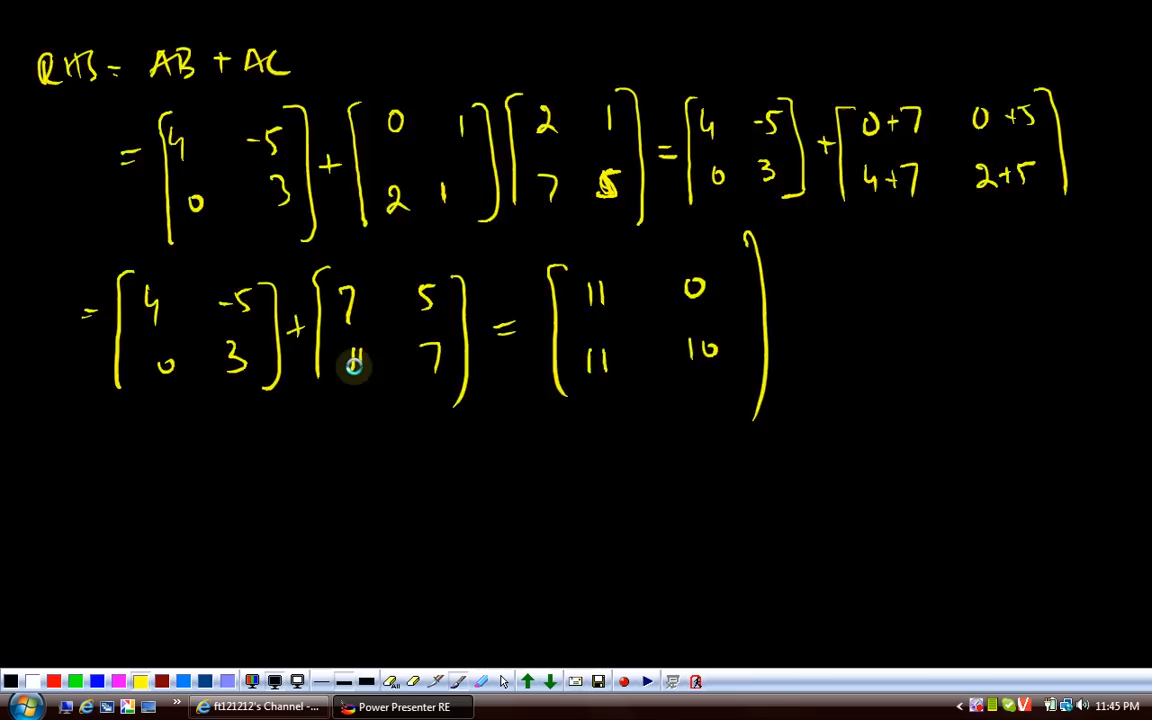 RHS = AB + AC
= [4 -5] + [0 1] [2 1] = [4 -5] + [0+7 0+5]
[0 3] [2 1] [7 5] [0 3] [4+7 2+5]
= [4 -5] + [7 5] = [11 0]
[0 3] [11 7] [11 10]
All
ft121212's Channel -...
Power Presenter RE
11:45 PM